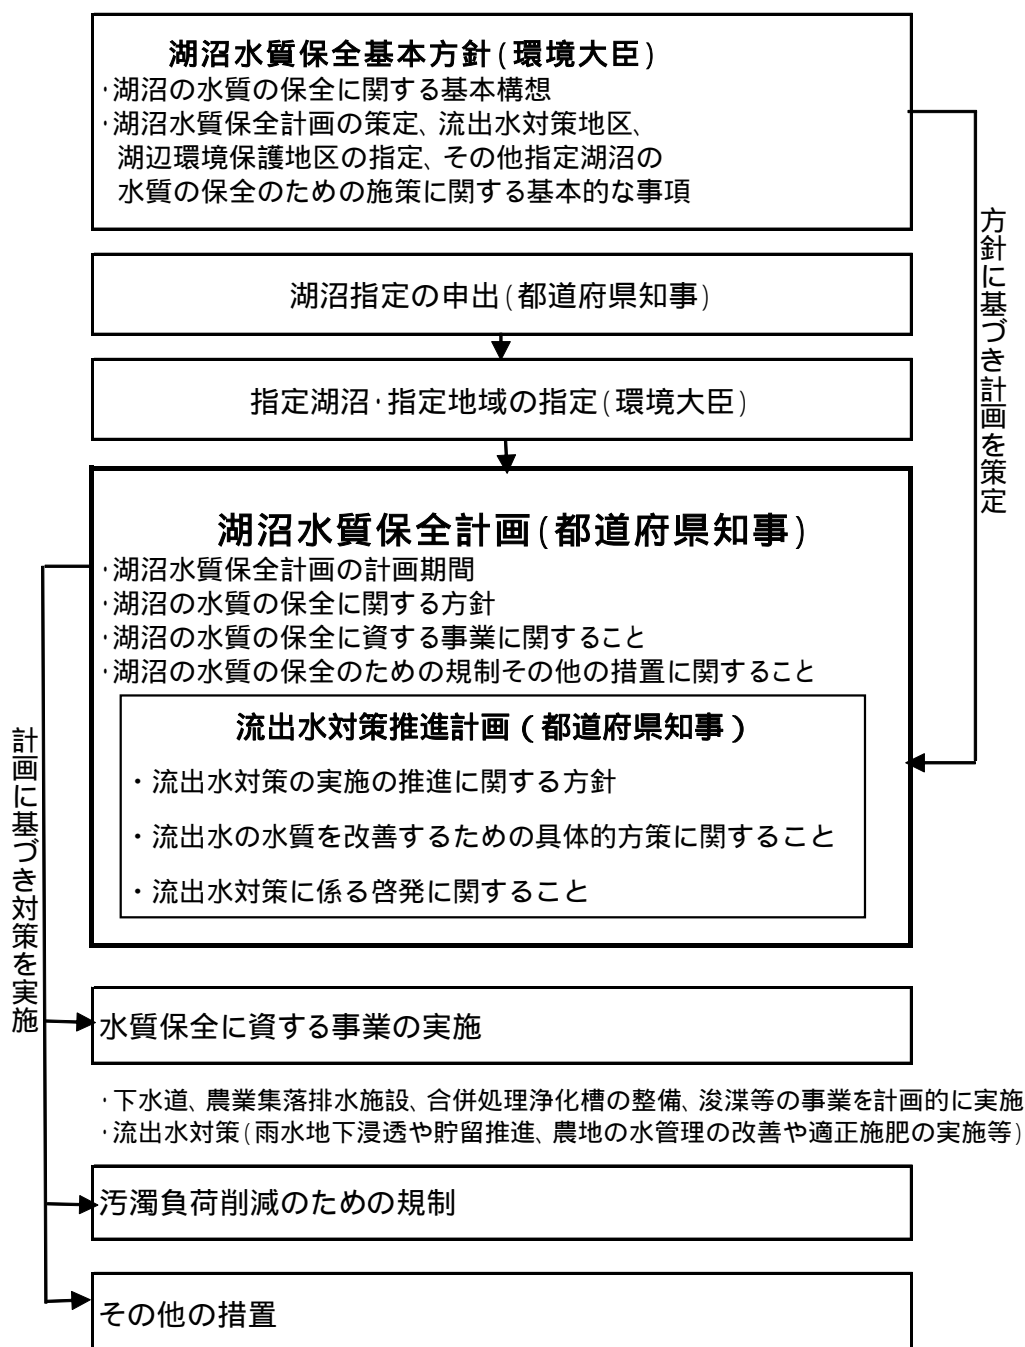 湖沼水質保全基本方針(環境大臣)
・湖沼の水質の保全に関する基本構想
・湖沼水質保全計画の策定、流出水対策地区、
湖辺環境保護地区の指定、その他指定湖沼の
水質の保全のための施策に関する基本的な事項
方針に基づき計画を策定
湖沼指定の申出(都道府県知事)
指定湖沼・指定地域の指定(環境大臣)
湖沼水質保全計画(都道府県知事)
・湖沼水質保全計画の計画期間
・湖沼の水質の保全に関する方針
・湖沼の水質の保全に資する事業に関すること
・湖沼の水質の保全のための規制その他の措置に関すること
流出水対策推進計画(都道府県知事)
・流出水対策の実施の推進に関する方針
・流出水の水質を改善するための具体的方策に関すること
・流出水対策に係る啓発に関すること
計画に基づき対策を実施
水質保全に資する事業の実施
・下水道、農業集落排水施設、合併処理浄化槽の整備、浚渫等の事業を計画的に実施
・流出水対策(雨水地下浸透や貯留推進、農地の水管理の改善や適正施肥の実施等)
汚濁負荷削減のための規制
その他の措置